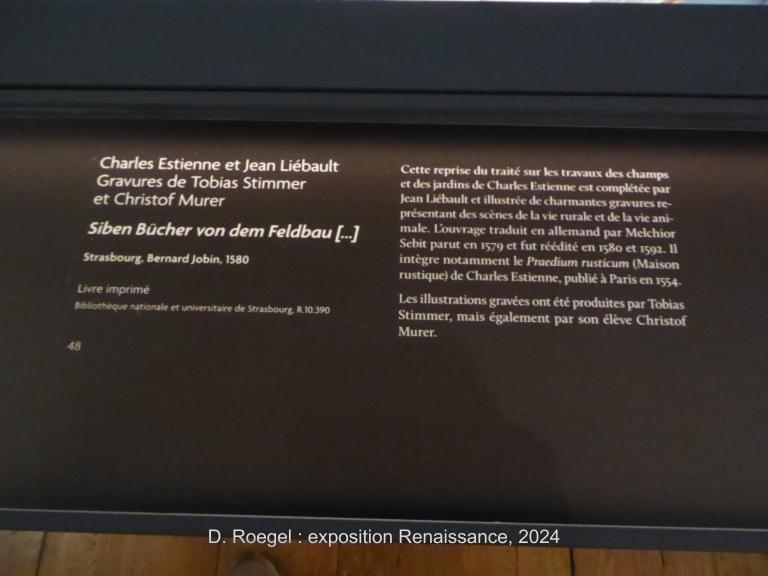 Charles Estienne et Jean Liébault
Gravures de Tobias Stimmer
et Christof Murer
Siben Bücher von dem Feldbau [...]
Strasbourg, Bernard Jobin, 1580
Livre imprimé
Bibliothèque nationale et universitaire de Strasbourg, R.10.390
48
Cette reprise du traité sur les travaux des champs
et des jardins de Charles Estienne est complétée par
Jean Liébault et illustrée de charmantes gravures re-
présentant des scènes de la vie rurale et de la vie ani-
male. L'ouvrage traduit en allemand par Melchior
Sebit parut en 1579 et fut réédité en 1580 et 1592. Il
intègre notamment le Praedium rusticum (Maison
rustique) de Charles Estienne, publié à Paris en 1554.
Les illustrations gravées ont été produites par Tobias
Stimmer, mais également par son élève Christof
Murer.
D. Roegel : exposition Renaissance, 2024